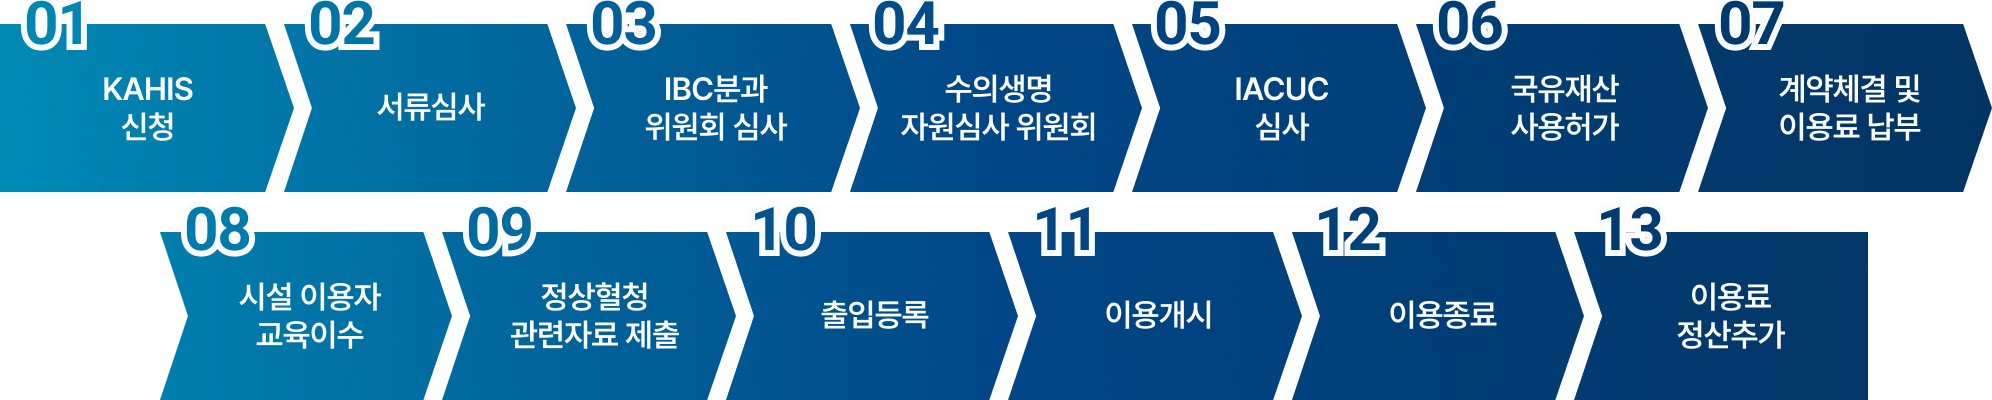 01
KAHIS
신청
02
서류심사
03
IBC분과
위원회 심사
04
수의생명
자원심사 위원회
05
IACUC
심사
06
국유재산
사용허가
07
계약체결 및
이용료 납부
08
시설 이용자
교육이수
09
정상혈청
관련자료 제출
10
출입등록
11
이용개시
12
이용종료
13
이용료
정산추가